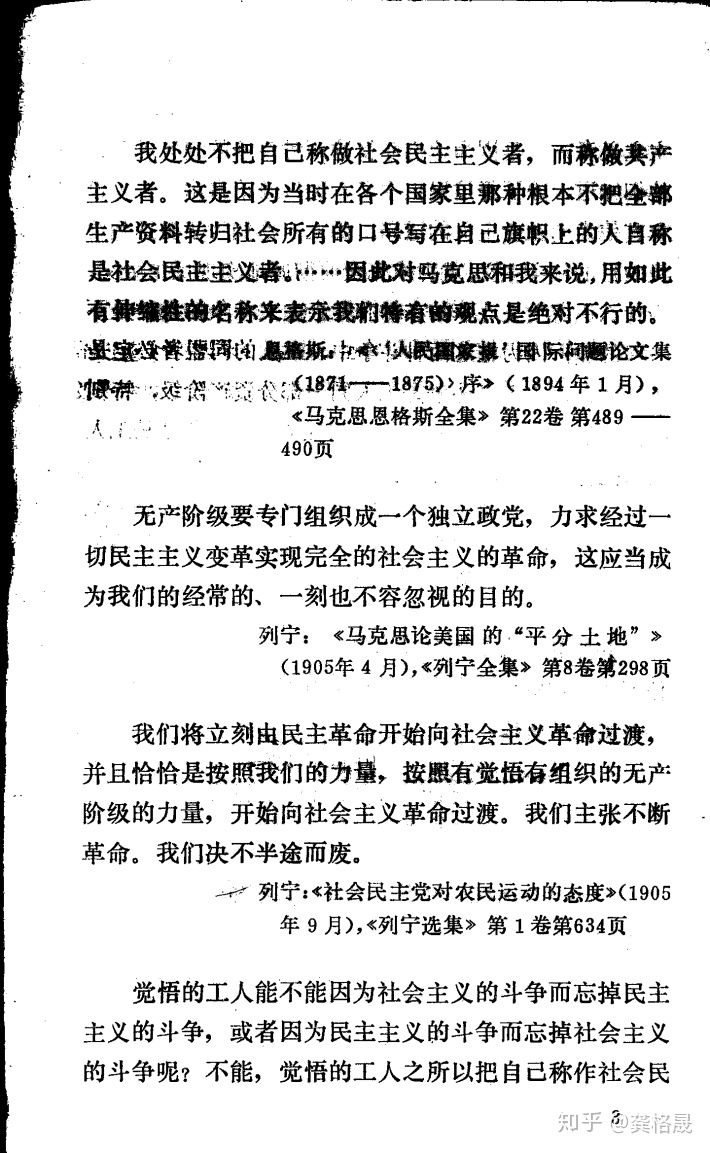 我处处不把自己称做社会民主主义者，而称做共产
主义者。这是因为当时在各个国家里那种根本不把全部
生产资料转归社会所有的口号写在自己旗帜上的人自称
是社会民主主义者。……因此对马克思和我来说，用如此
有伸缩性的名称来表示我们特有的观点是绝对不行的。
恩格斯：《〈“人民国家报”国际问题论文集
（1871——1875）〉序》（1894年1月），
《马克思恩格斯全集》第22卷第489——
490页
无产阶级要专门组织成一个独立政党，力求经过一
切民主主义变革实现完全的社会主义的革命，这应当成
为我们的经常的、一刻也不容忽视的目的。
列宁：《马克思论美国的“平分土地”》
（1905年4月），《列宁全集》第8卷第298页
我们将立刻由民主革命开始向社会主义革命过渡，
并且恰恰是按照我们的力量，按照有觉悟有组织的无产
阶级的力量，开始向社会主义革命过渡。我们主张不断
革命。我们决不半途而废。
列宁：《社会民主党对农民运动的态度》（1905
年9月），《列宁选集》第1卷第634页
觉悟的工人能不能因为社会主义的斗争而忘掉民主
主义的斗争，或者因为民主主义的斗争而忘掉社会主义
的斗争呢？不能，觉悟的工人之所以把自己称作社会民
3
知乎 @龚格晟